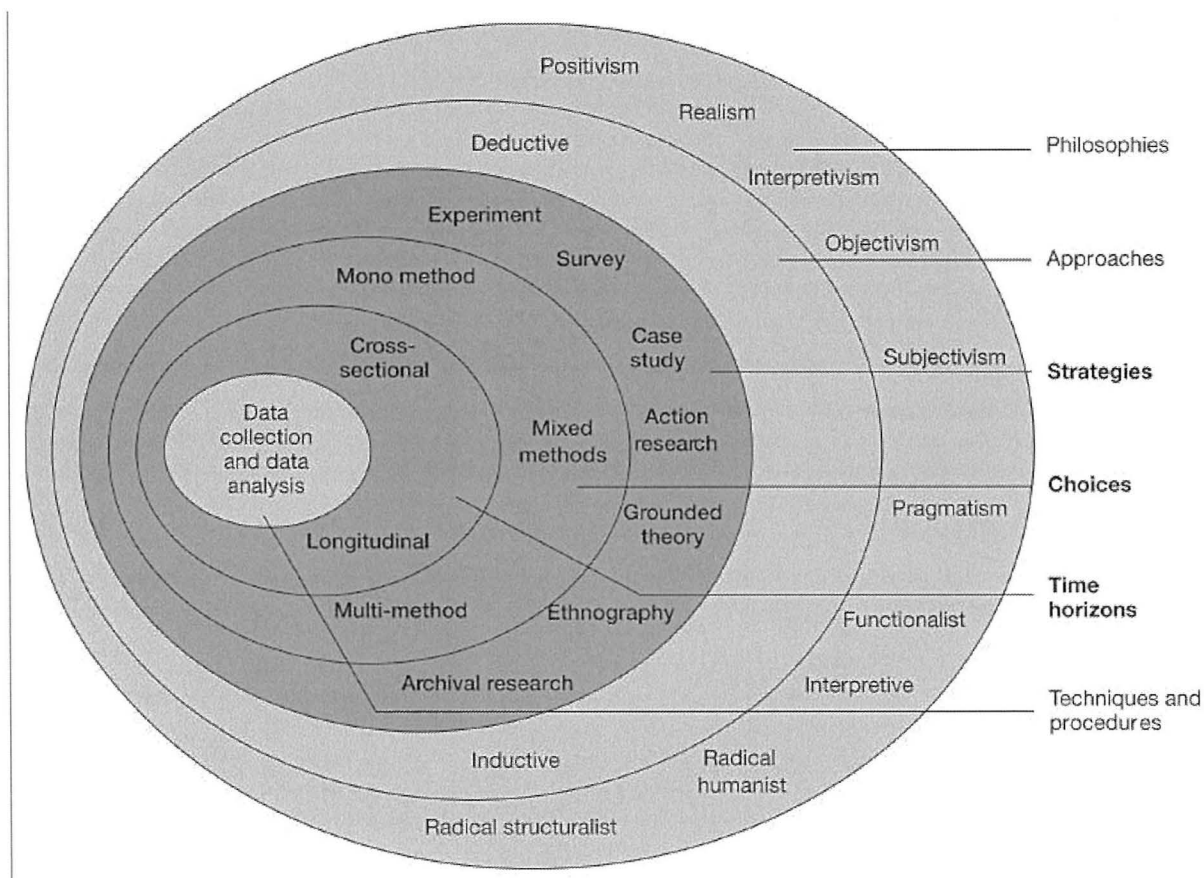 Positivism
Realism
Philosophies
Deductive
Interpretivism
Experiment
Objectivism
Survey
Approaches
Mono method
Case
study
Cross-
sectional
Subjectivism
Strategies
Data
collection
and data
analysis
Mixed
methods
Action
research
Choices
Pragmatism
Grounded
theory
Longitudinal
Time
horizons
Multi-method
Ethnography
Functionalist
Archival research
Interpretive
Techniques and
procedures
Inductive
Radical
humanist
Radical structuralist